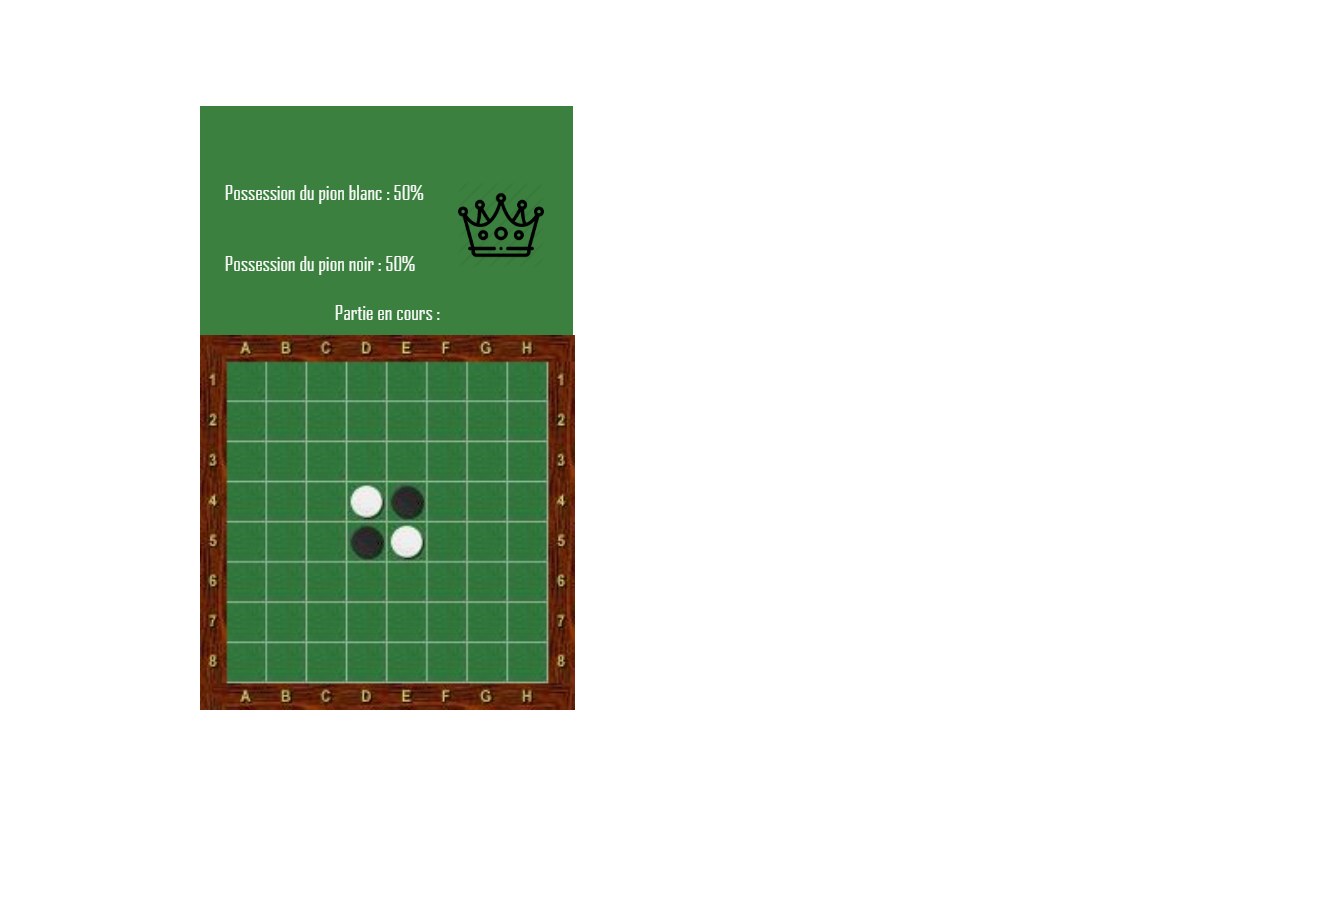 Possession du pion blanc : 50%
Possession du pion noir : 50%
Partie en cours :
A B C D E F G H
1 1
2 2
3 3
4 4
5 5
6 6
7 7
8 8
A B C D E F G H